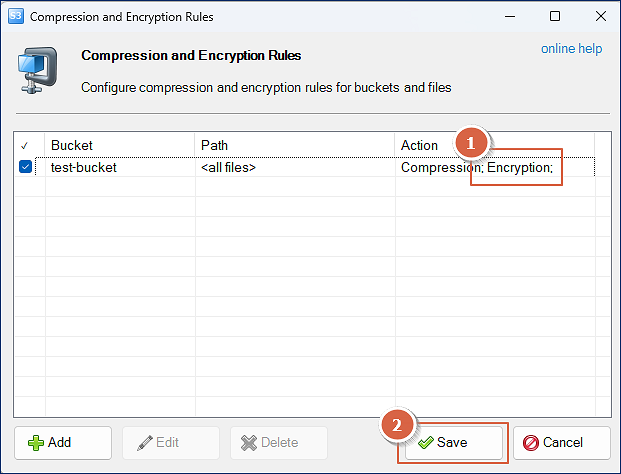 S3 Compression and Encryption Rules
online help
Compression and Encryption Rules
Configure compression and encryption rules for buckets and files
✓ Bucket Path Action
1
test-bucket <all files> Compression; Encryption;
2
Add Edit Delete Save Cancel